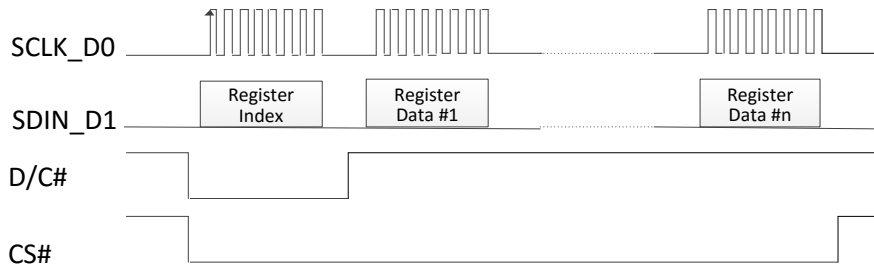 SCLK_D0
SDIN_D1
Register
Index
Register
Data #1
Register
Data #n
D/C#
CS#